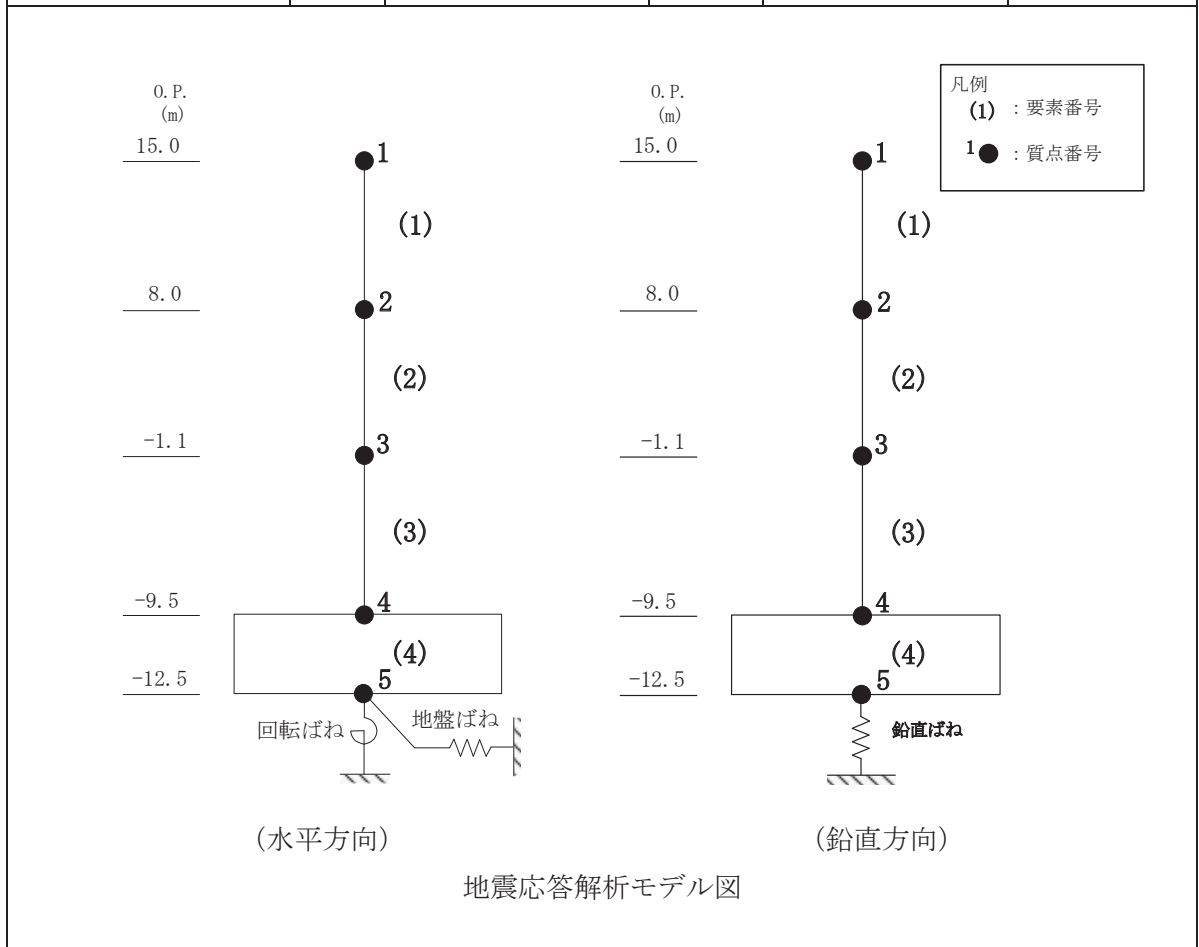 O.P.
(m)
15.0
8.0
-1.1
-9.5
-12.5
1
(1)
2
(2)
3
(3)
4
(4)
5
回転ばね
地盤ばね
(水平方向)
O.P.
(m)
15.0
8.0
-1.1
-9.5
-12.5
1
(1)
2
(2)
3
(3)
4
(4)
5
鉛直ばね
(鉛直方向)
凡例
(1) : 要素番号
1 : 質点番号
地震応答解析モデル図